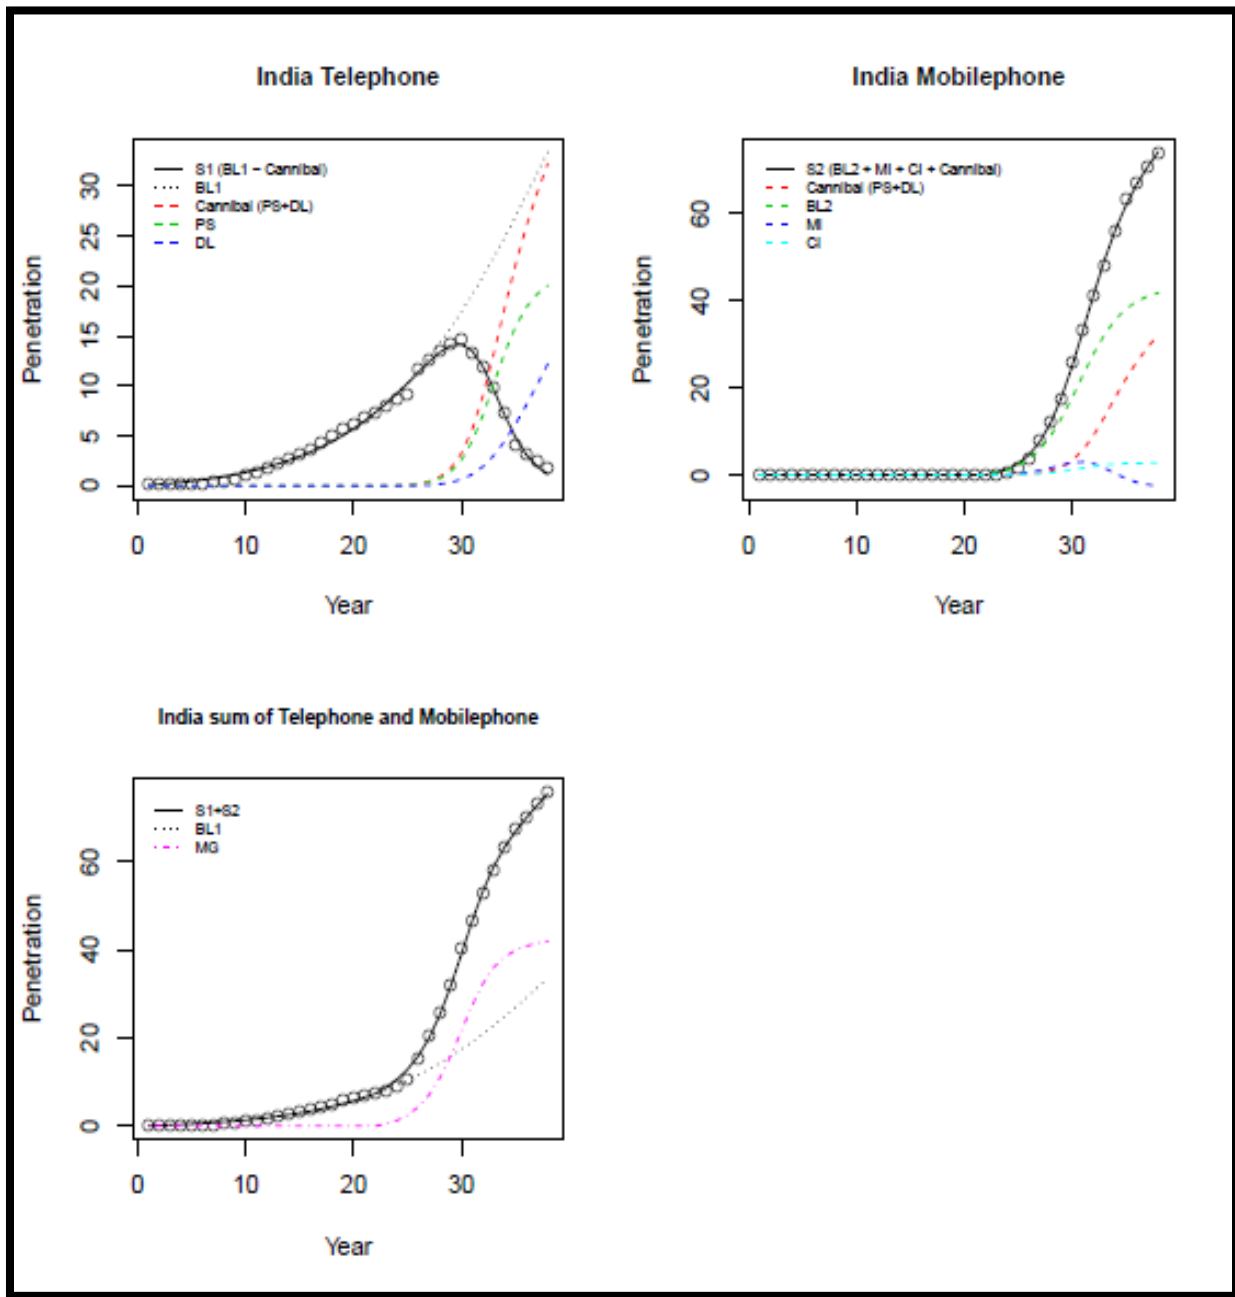 India Telephone
S1 (BL1 − Cannibal)
BL1
Cannibal (PS+DL)
PS
DL
Penetration
30
25
20
15
10
5
0
0 10 20 30
Year
India Mobilephone
S2 (BL2 + MI + CI + Cannibal)
Cannibal (PS+DL)
BL2
MI
CI
Penetration
60
40
20
0
0 10 20 30
Year
India sum of Telephone and Mobilephone
S1+S2
BL1
MG
Penetration
60
40
20
0
0 10 20 30
Year